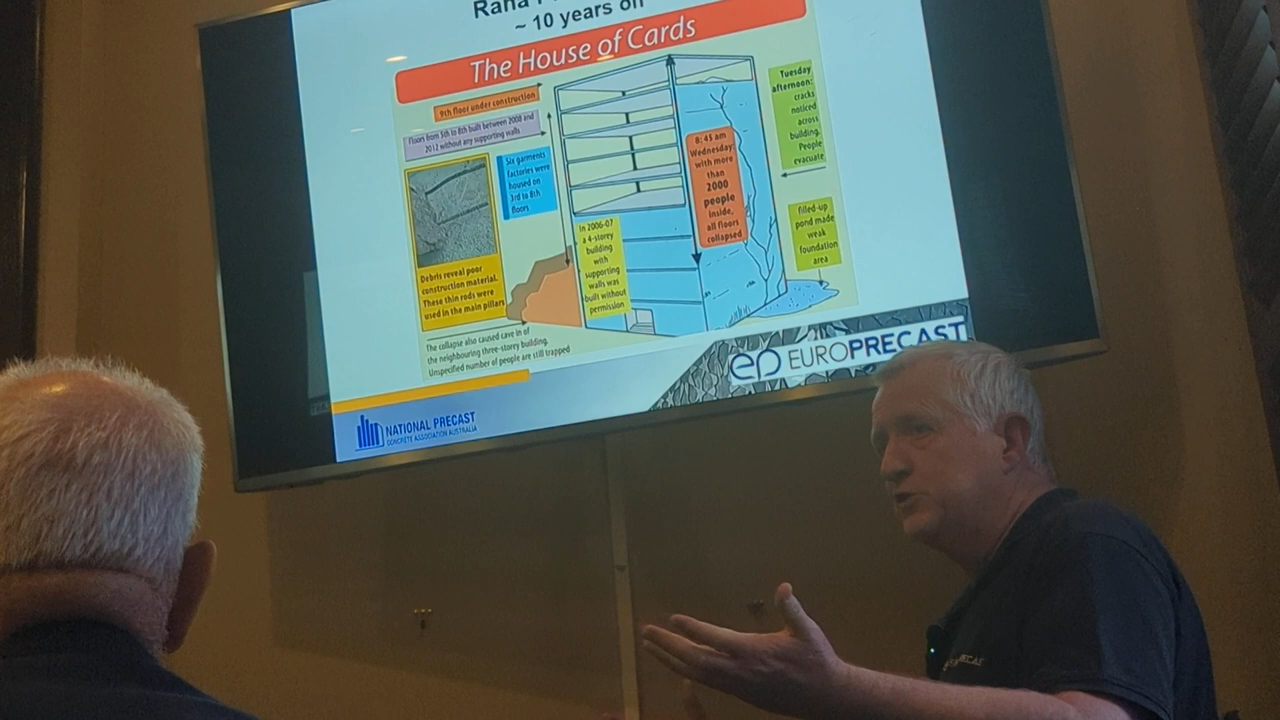 Rana
~ 10 years on
The House of Cards
9th floor under construction
Floors from 5th to 8th built between 2008 and
2012 without any supporting walls
Six garments
factories were
housed on
3rd to 8th
floors
Debris reveal poor
construction material.
These thin rods were
used in the main pillars
In 2006-07
a 4-storey
building
with
supporting
walls was
built without
permission
8:45 am
Wednesday:
with more
than
2000
people
inside,
all floors
collapsed
Tuesday
afternoon:
cracks
noticed
across
building.
People
evacuate
filled-up
pond made
weak
foundation
area
The collapse also caused cave in of
the neighbouring three-storey building.
Unspecified number of people are still trapped
ep EUROPRECAST
NATIONAL PRECAST
CONCRETE ASSOCIATION AUSTRALIA